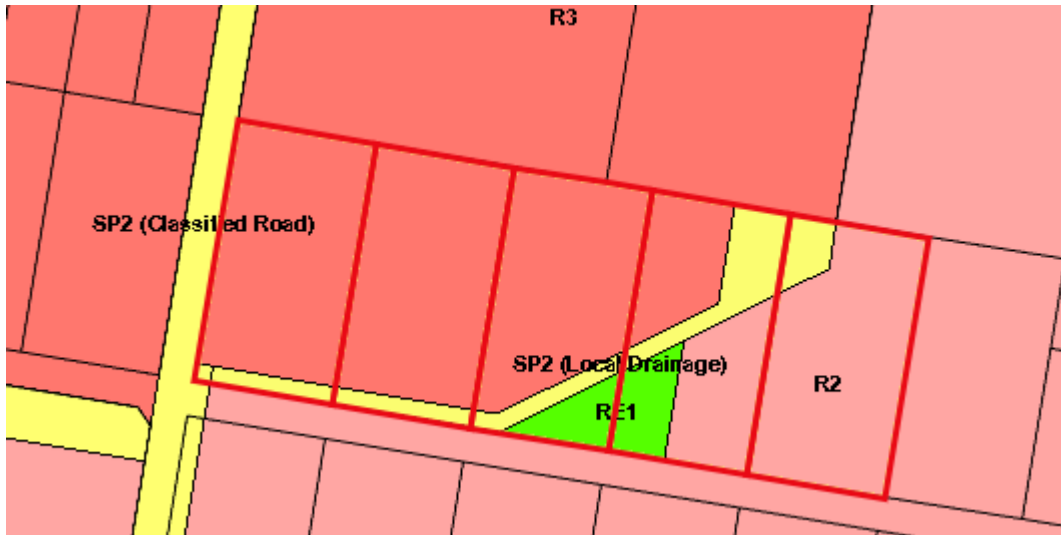 R3
SP2 (Classified Road)
SP2 (Local Drainage)
R2
RE1